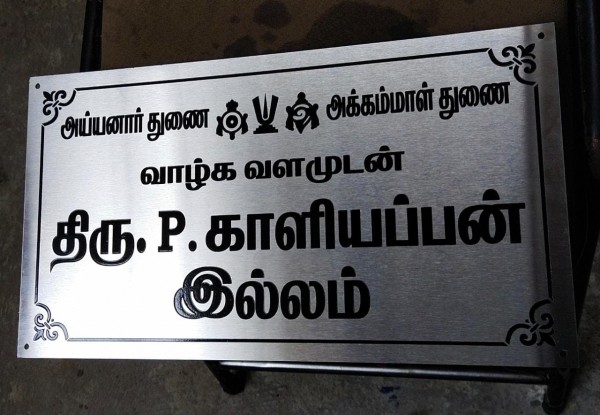 அய்யனார் துணை அக்கம்மாள் துணை
வாழ்க வளமுடன்
திரு. P. காளியப்பன்
இல்லம்